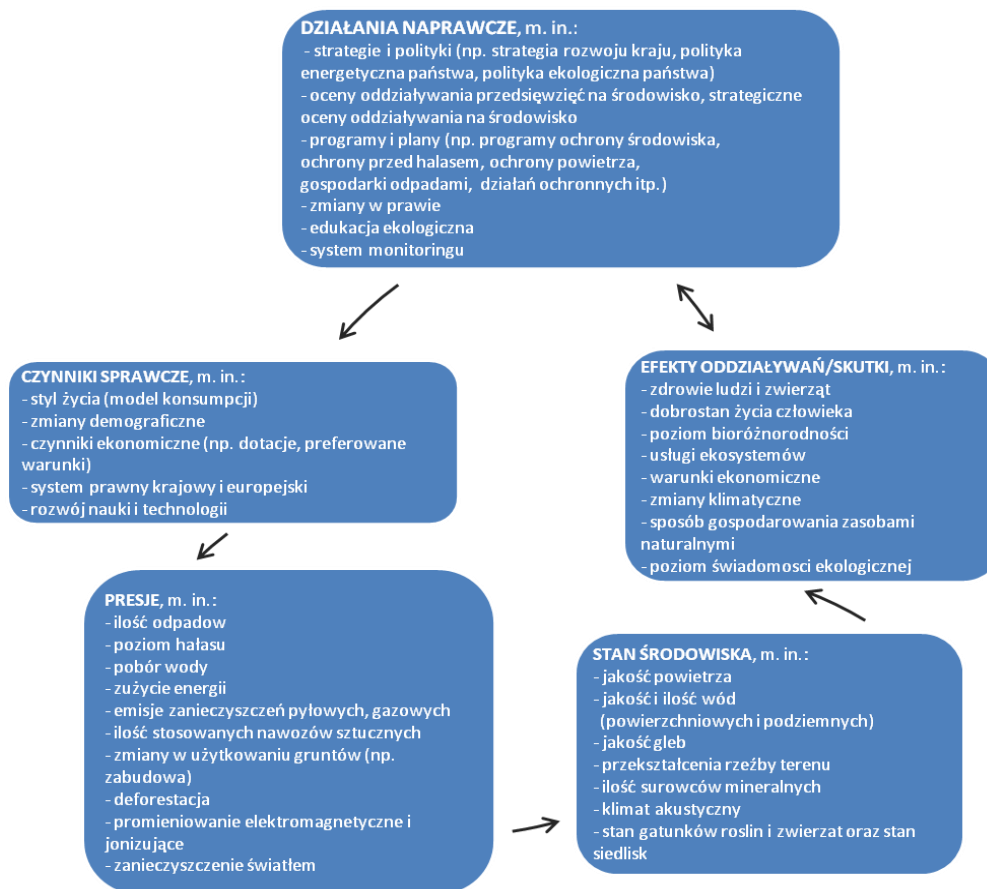 DZIAŁANIA NAPRAWCZE, m. in.:
- strategie i polityki (np. strategia rozwoju kraju, polityka
energetyczna państwa, polityka ekologiczna państwa)
- oceny oddziaływania przedsięwzięć na środowisko, strategiczne
oceny oddziaływania na środowisko
- programy i plany (np. programy ochrony środowiska,
ochrony przed halasem, ochrony powietrza,
gospodarki odpadami, działań ochronnych itp.)
- zmiany w prawie
- edukacja ekologiczna
- system monitoringu
CZYNNIKI SPRAWCZE, m. in.:
- styl życia (model konsumpcji)
- zmiany demograficzne
- czynniki ekonomiczne (np. dotacje, preferowane
warunki)
- system prawny krajowy i europejski
- rozwój nauki i technologii
EFEKTY ODDZIAŁYWAŃ/SKUTKI, m. in.:
- zdrowie ludzi i zwierząt
- dobrostan życia człowieka
- poziom bioróżnorodności
- usługi ekosystemów
- warunki ekonomiczne
- zmiany klimatyczne
- sposób gospodarowania zasobami
naturalnymi
- poziom świadomosci ekologicznej
PRESJE, m. in.:
- ilość odpadow
- poziom hałasu
- pobór wody
- zużycie energii
- emisje zanieczyszczeń pyłowych, gazowych
- ilość stosowanych nawozów sztucznych
- zmiany w użytkowaniu gruntów (np.
zabudowa)
- deforestacja
- promieniowanie elektromagnetyczne i
jonizujące
- zanieczyszczenie światłem
STAN ŚRODOWISKA, m. in.:
- jakość powietrza
- jakość i ilość wód
(powierzchniowych i podziemnych)
- jakość gleb
- przekształcenia rzeźby terenu
- ilość surowców mineralnych
- klimat akustyczny
- stan gatunków roslin i zwierzat oraz stan
siedlisk